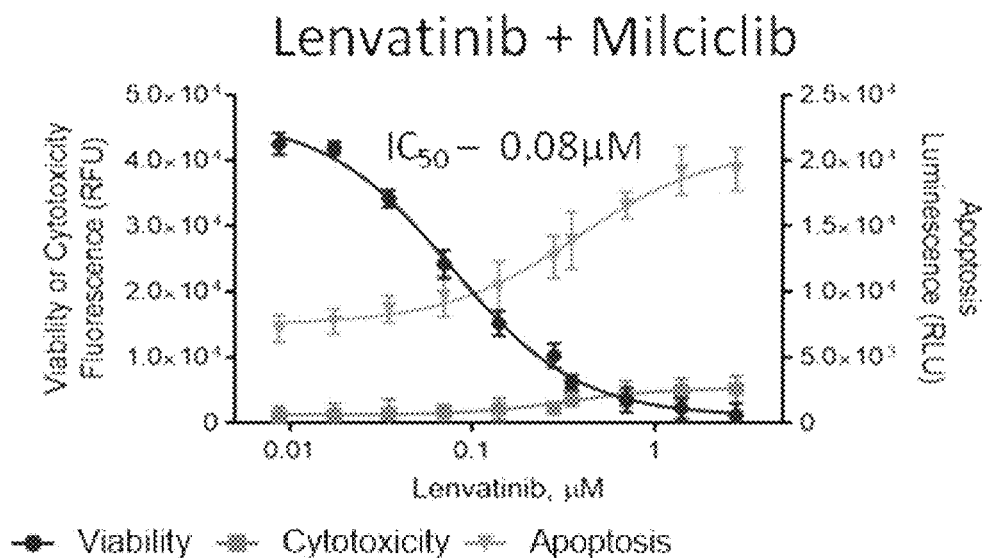 Lenvatinib + Milciclib
IC₅₀ – 0.08µM
Viability or Cytotoxicity
Fluorescence (RFU)
5.0×10⁴
4.0×10⁴
3.0×10⁴
2.0×10⁴
1.0×10⁴
0
2.5×10⁴
2.0×10⁴
1.5×10⁴
1.0×10⁴
5.0×10³
0
Apoptosis
Luminescence (RLU)
0.01 0.1 1
Lenvatinib, µM
Viability Cytotoxicity Apoptosis